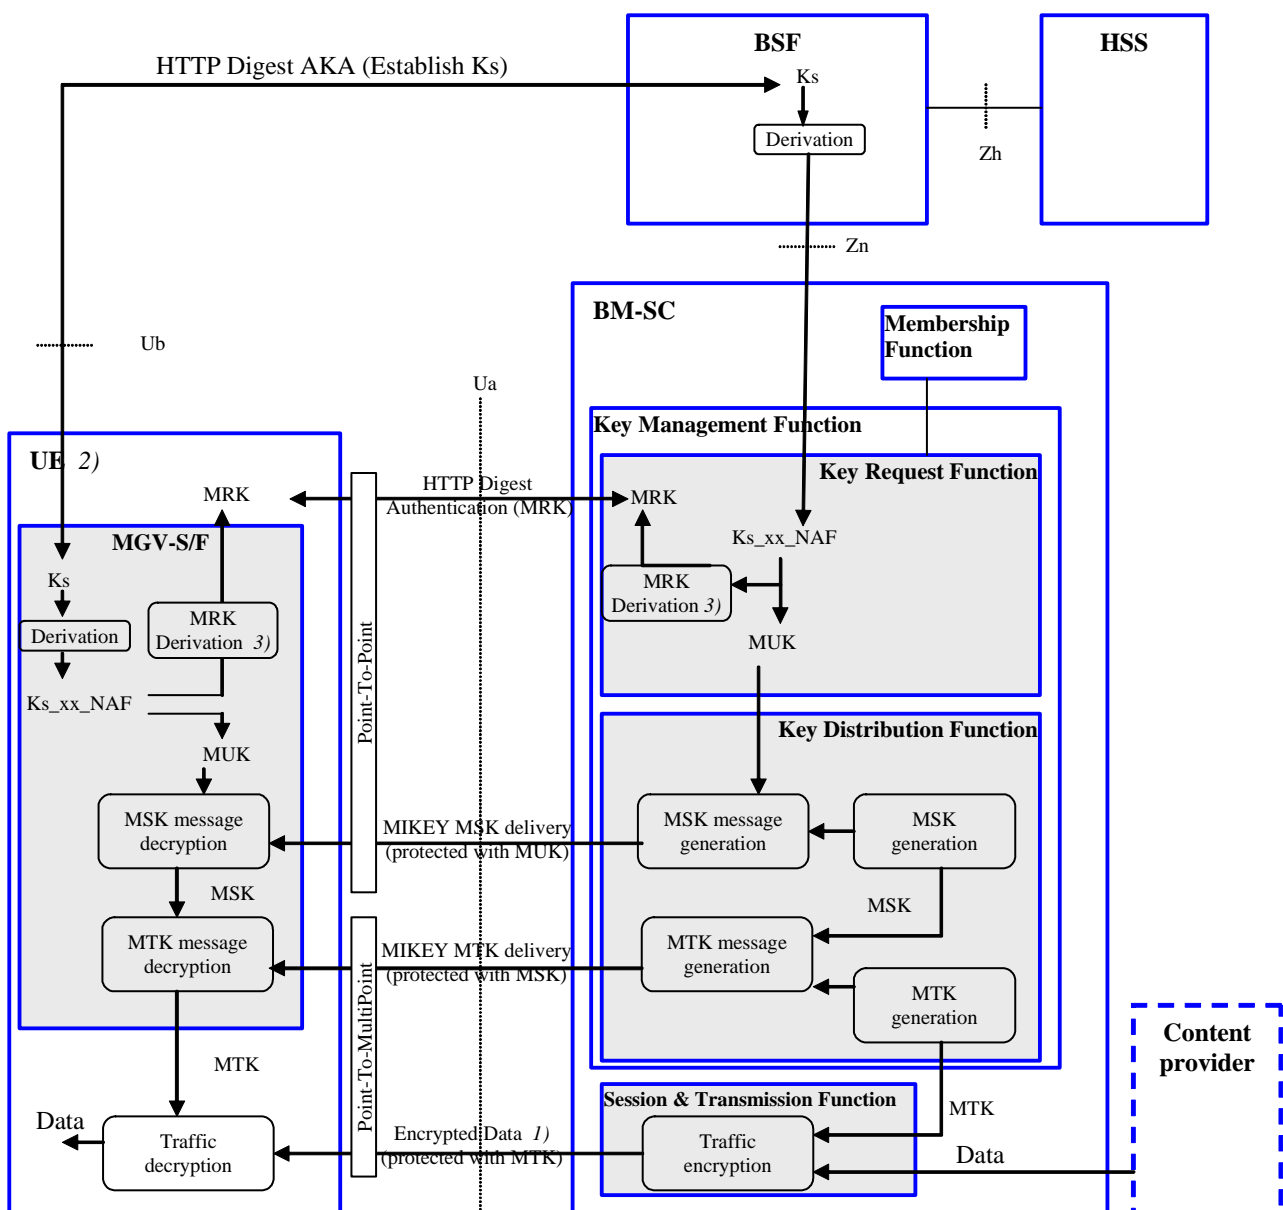 BSF
HSS
HTTP Digest AKA (Establish Ks)
Ks
Derivation
Zh
Zn
BM-SC
Membership
Function
Ub
Ua
Key Management Function
UE 2)
Key Request Function
MRK
HTTP Digest
Authentication (MRK)
MRK
MGV-S/F
Ks_xx_NAF
Ks
MRK
Derivation 3)
MRK
Derivation 3)
Derivation
MUK
Ks_xx_NAF
Point-To-Point
MUK
Key Distribution Function
MSK message
decryption
MIKEY MSK delivery
(protected with MUK)
MSK message
generation
MSK
generation
MSK
MSK
MTK message
decryption
MIKEY MTK delivery
(protected with MSK)
MTK message
generation
MTK
generation
Point-To-MultiPoint
Content
provider
MTK
Session & Transmission Function
MTK
Data
Traffic
decryption
Encrypted Data 1)
(protected with MTK)
Traffic
encryption
Data